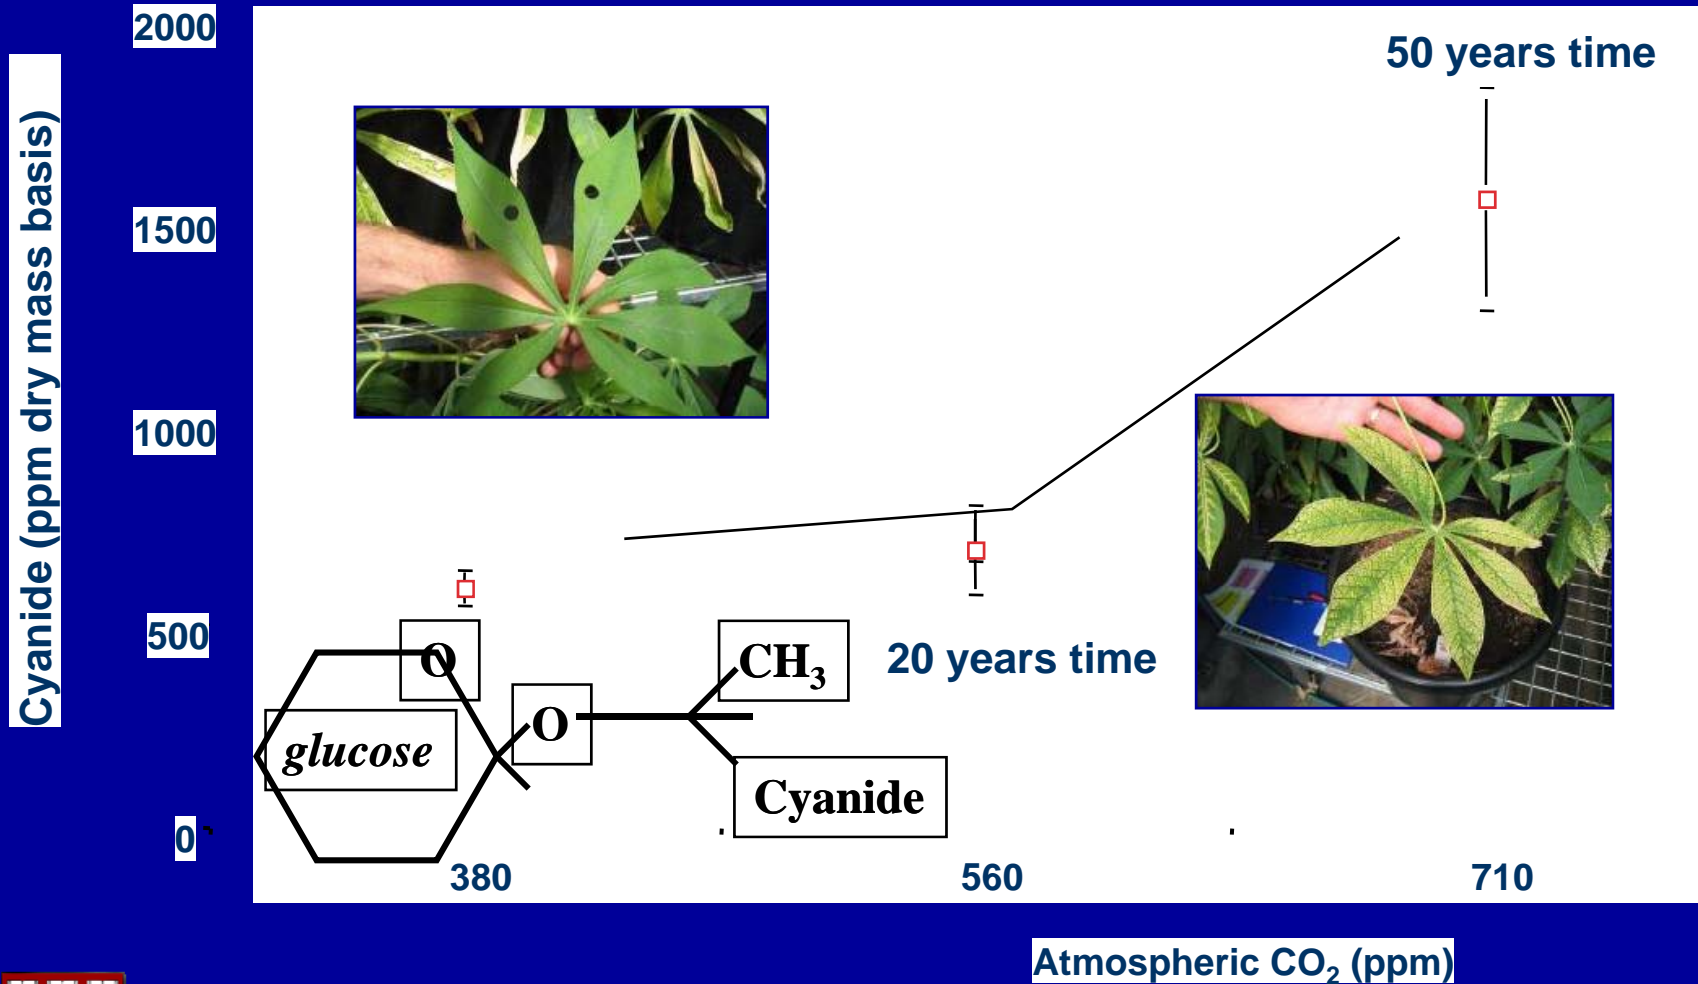 Cyanide (ppm dry mass basis)
2000
1500
1000
500
0
50 years time
20 years time
O
O
glucose
CH₃
Cyanide
380
560
710
Atmospheric CO₂ (ppm)